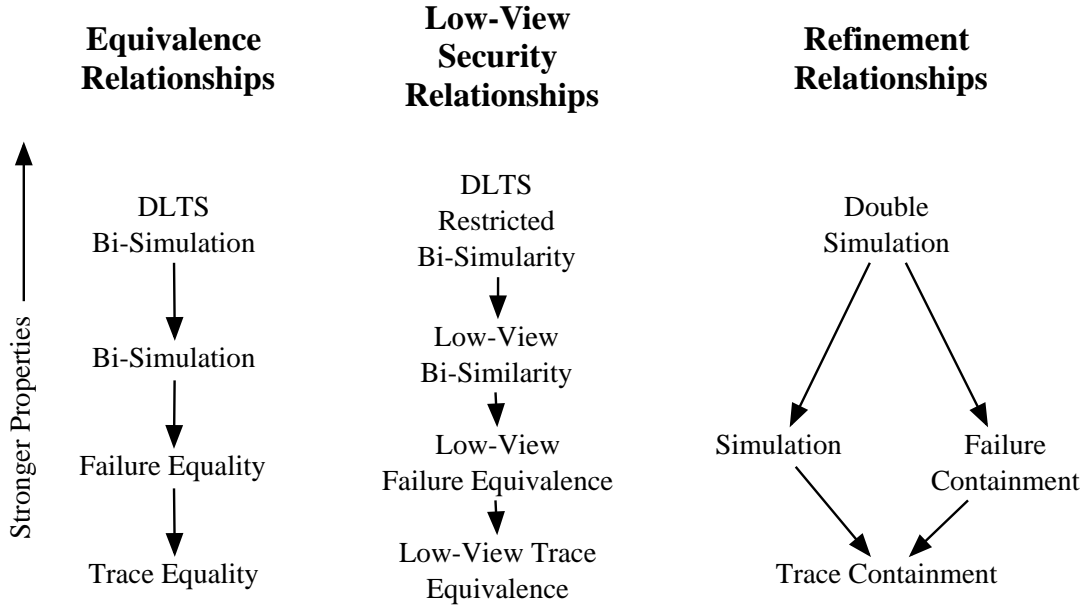 Equivalence
Relationships
Low-View
Security
Relationships
Refinement
Relationships
Stronger Properties
DLTS
Bi-Simulation
Bi-Simulation
Failure Equality
Trace Equality
DLTS
Restricted
Bi-Simularity
Low-View
Bi-Similarity
Low-View
Failure Equivalence
Low-View Trace
Equivalence
Double
Simulation
Simulation
Failure
Containment
Trace Containment